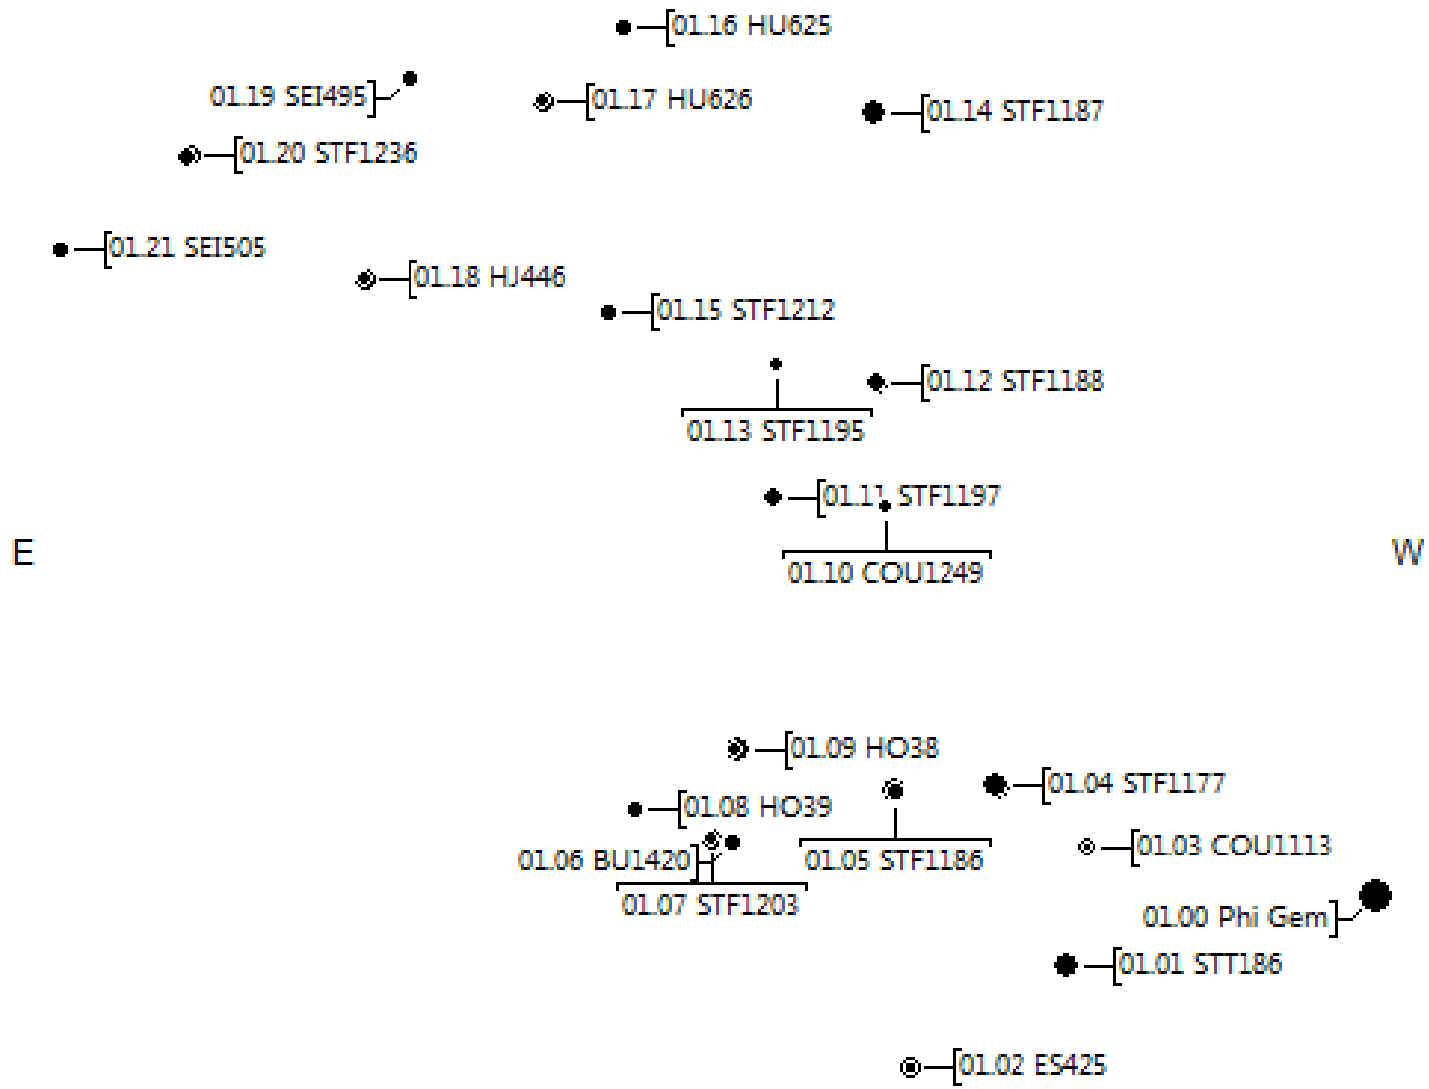 01.16 HU625
01.19 SEI495
01.17 HU626
01.14 STF1187
01.20 STF1236
01.21 SEI505
01.18 HJ446
01.15 STF1212
01.12 STF1188
01.13 STF1195
01.11 STF1197
E
W
01.10 COU1249
01.09 HO38
01.04 STF1177
01.08 HO39
01.03 COU1113
01.06 BU1420
01.05 STF1186
01.07 STF1203
01.00 Phi Gem
01.01 STT186
01.02 ES425